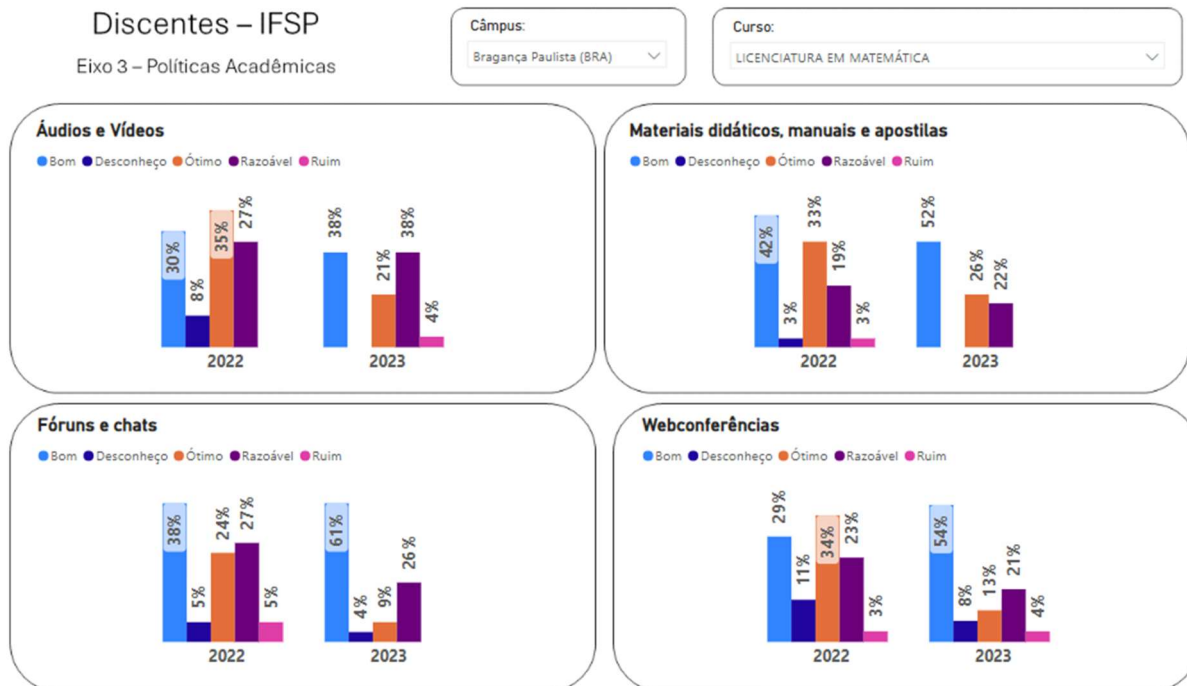 Discentes – IFSP
Eixo 3 – Políticas Acadêmicas
Câmpus:
Bragança Paulista (BRA)
Curso:
LICENCIATURA EM MATEMÁTICA
Áudios e Vídeos
Bom Desconheço Ótimo Razoável Ruim
30% 8% 35% 27% 38% 21% 38% 4%
2022 2023
Materiais didáticos, manuais e apostilas
Bom Desconheço Ótimo Razoável Ruim
42% 3% 33% 19% 3% 52% 26% 22%
2022 2023
Fóruns e chats
Bom Desconheço Ótimo Razoável Ruim
38% 5% 24% 27% 5% 61% 4% 9% 26%
2022 2023
Webconferências
Bom Desconheço Ótimo Razoável Ruim
29% 11% 34% 23% 3% 54% 8% 13% 21% 4%
2022 2023